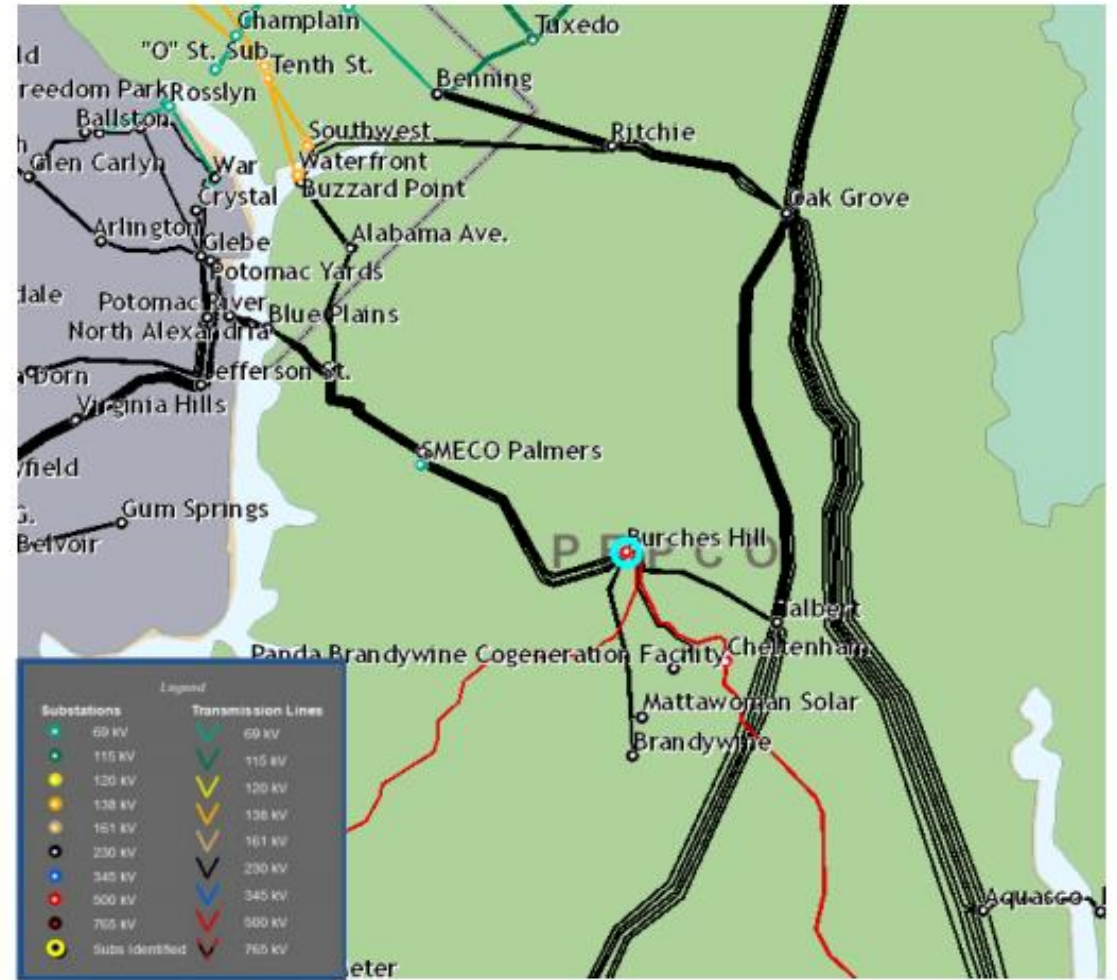 Champlain
Tuxedo
"O" St. Sub
Tenth St.
Benning
reedom Park
Rosslyn
Ballston
Southwest
Ritchie
Glen Carlyn
War
Waterfront
Crystal
Buzzard Point
Oak Grove
Arlington
Glebe
Alabama Ave.
Potomac Yards
dale
Potomac River
Blue Plains
North Alexandria
Jefferson St.
Dorn
Virginia Hills
SMECO Palmers
yfield
G.
Gum Springs
Belvoir
Burches Hill
PEPCO
Talbert
Panda Brandywine Cogeneration Facility
Cheltenham
Mattawoman Solar
Brandywine
Aquasco
eter
Legend
Substations Transmission Lines
69 kV 69 kV
115 kV 115 kV
120 kV 120 kV
138 kV 138 kV
161 kV 161 kV
230 kV 230 kV
345 kV 345 kV
500 kV 500 kV
765 kV 765 kV
Subs Identified